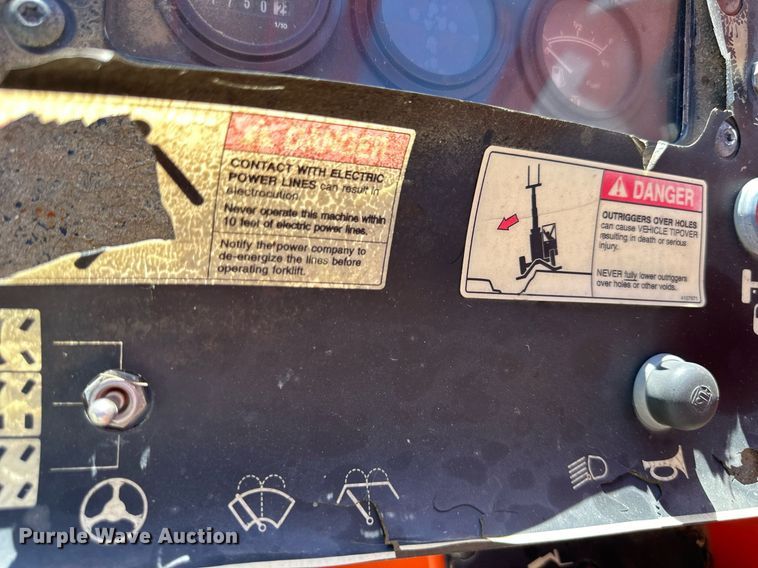 1/10
Fuel
DANGER
CONTACT WITH ELECTRIC
POWER LINES can result in
electrocution.
Never operate this machine within
10 feet of electric power lines.
Notify the power company to
de-energize the lines before
operating forklift.
DANGER
OUTRIGGERS OVER HOLES
can cause VEHICLE TIPOVER
resulting in death or serious
injury.
NEVER fully lower outriggers
over holes or other voids.
Purple Wave Auction